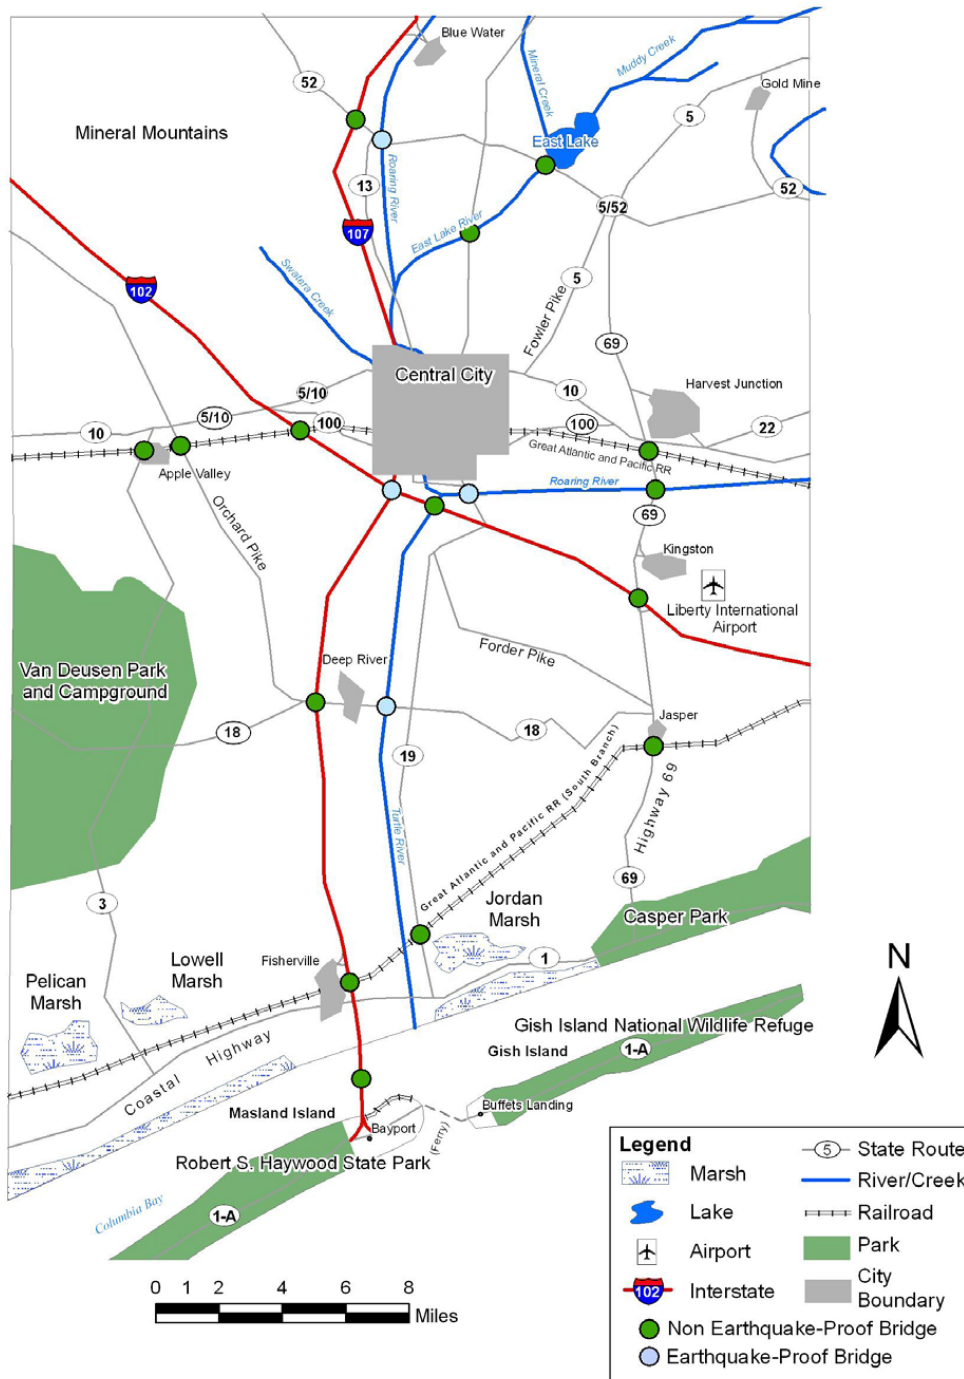 Blue Water
52
Mineral Creek
Muddy Creek
Gold Mine
5
Mineral Mountains
East Lake
Roaring River
13
52
5/52
107
East Lake River
Swatera Creek
5
102
Fowler Pike
69
Central City
10
Harvest Junction
5/10
5/10
100
100
22
10
Great Atlantic and Pacific RR
Apple Valley
Roaring River
Orchard Pike
69
Kingston
Liberty International
Airport
Forder Pike
Deep River
Van Deusen Park
and Campground
Jasper
18
18
19
Highway 69
Great Atlantic and Pacific RR (South Branch)
Turtle River
69
3
Jordan
Marsh
Casper Park
Fisherville
1
Lowell
Marsh
Pelican
Marsh
N
Coastal Highway
Gish Island National Wildlife Refuge
Gish Island
1-A
Masland Island
Buffets Landing
Bayport
(Ferry)
Robert S. Haywood State Park
Columbia Bay
1-A
0 2 4 6 8
Miles
Legend
Marsh
Lake
Airport
102
Interstate
5
State Route
River/Creek
Railroad
Park
City
Boundary
Non Earthquake-Proof Bridge
Earthquake-Proof Bridge